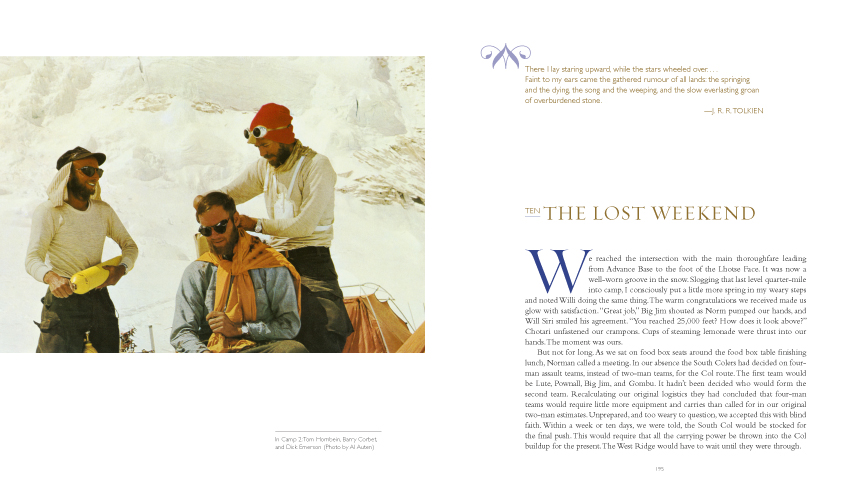 In Camp 2. Tom Hornbein, Barry Corbet,
and Dick Emerson (Photo by Al Auten)
There I lay staring upward, while the stars wheeled over. . . .
Faint to my ears came the gathered rumour of all lands: the springing
and the dying, the song and the weeping, and the slow everlasting groan
of overburdened stone.
—J. R. R. TOLKIEN
TEN THE LOST WEEKEND
We reached the intersection with the main thoroughfare leading
from Advance Base to the foot of the Lhotse Face. It was now a
well-worn groove in the snow. Slogging that last level quarter-mile
into camp, I consciously put a little more spring in my weary steps
and noted Willi doing the same thing. The warm congratulations we received made us
glow with satisfaction. “Great job,” Big Jim shouted as Norm pumped our hands, and
Will Siri smiled his agreement. “You reached 25,000 feet? How does it look above?”
Chotari unfastened our crampons. Cups of steaming lemonade were thrust into our
hands. The moment was ours.
But not for long. As we sat on food box seats around the food box table finishing
lunch, Norman called a meeting. In our absence the South Colers had decided on four-
man assault teams, instead of two-man teams, for the Col route. The first team would
be Lute, Pownall, Big Jim, and Gombu. It hadn’t been decided who would form the
second team. Recalculating our original logistics they had concluded that four-man
teams would require little more equipment and carries than called for in our original
two-man estimates. Unprepared, and too weary to question, we accepted this with blind
faith. Within a week or ten days, we were told, the South Col would be stocked for
the final push. This would require that all the carrying power be thrown into the Col
buildup for the present. The West Ridge would have to wait until they were through.
195